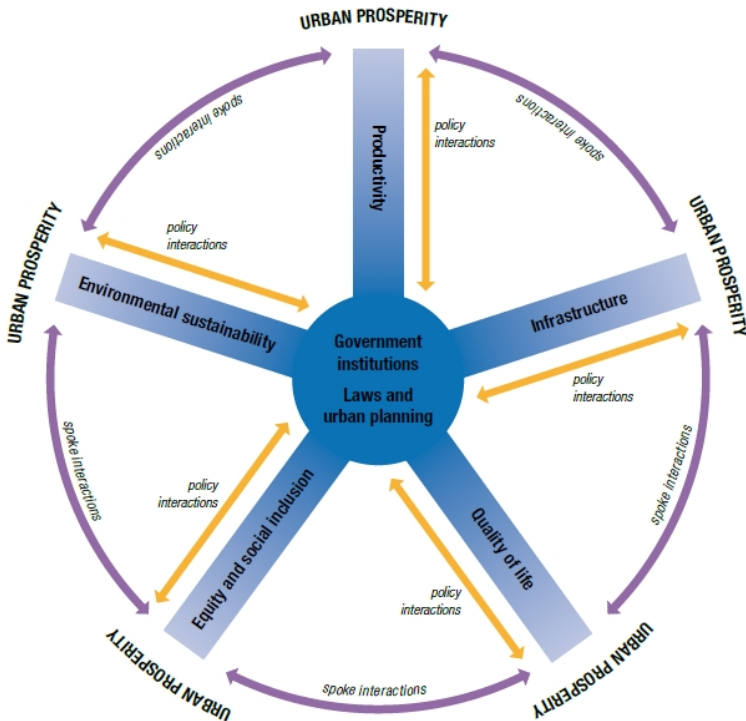 URBAN PROSPERITY
spoke interactions
spoke interactions
Productivity
policy
interactions
URBAN PROSPERITY
URBAN PROSPERITY
policy
interactions
Environmental sustainability
Infrastructure
Government
institutions
Laws and
urban planning
policy
interactions
spoke interactions
spoke interactions
policy
interactions
Equity and social inclusion
Quality of life
policy
interactions
URBAN PROSPERITY
URBAN PROSPERITY
spoke interactions